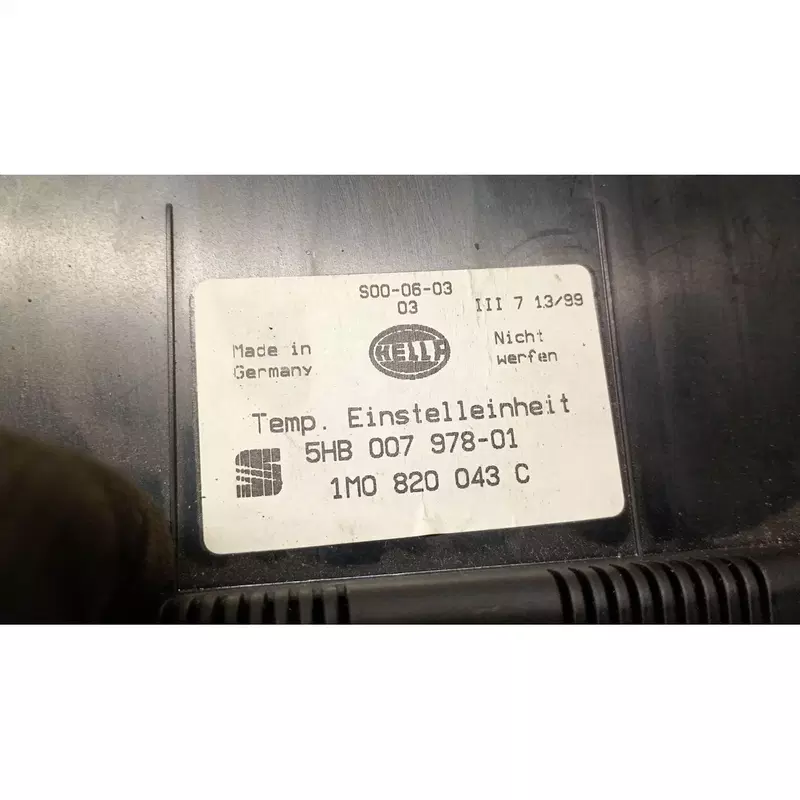 S00-06-03
03
III 7 13/99
Made in
Germany
HELLA
Nicht
werfen
Temp. Einstelleinheit
5HB 007 978-01
1M0 820 043 C